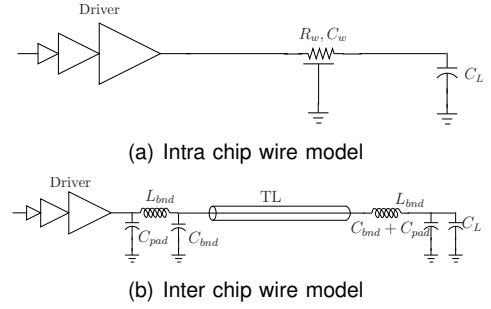 Driver
R_w, C_w
C_L
(a) Intra chip wire model
Driver
L_bnd
TL
L_bnd
C_pad
C_bnd
C_bnd + C_pad
C_L
(b) Inter chip wire model